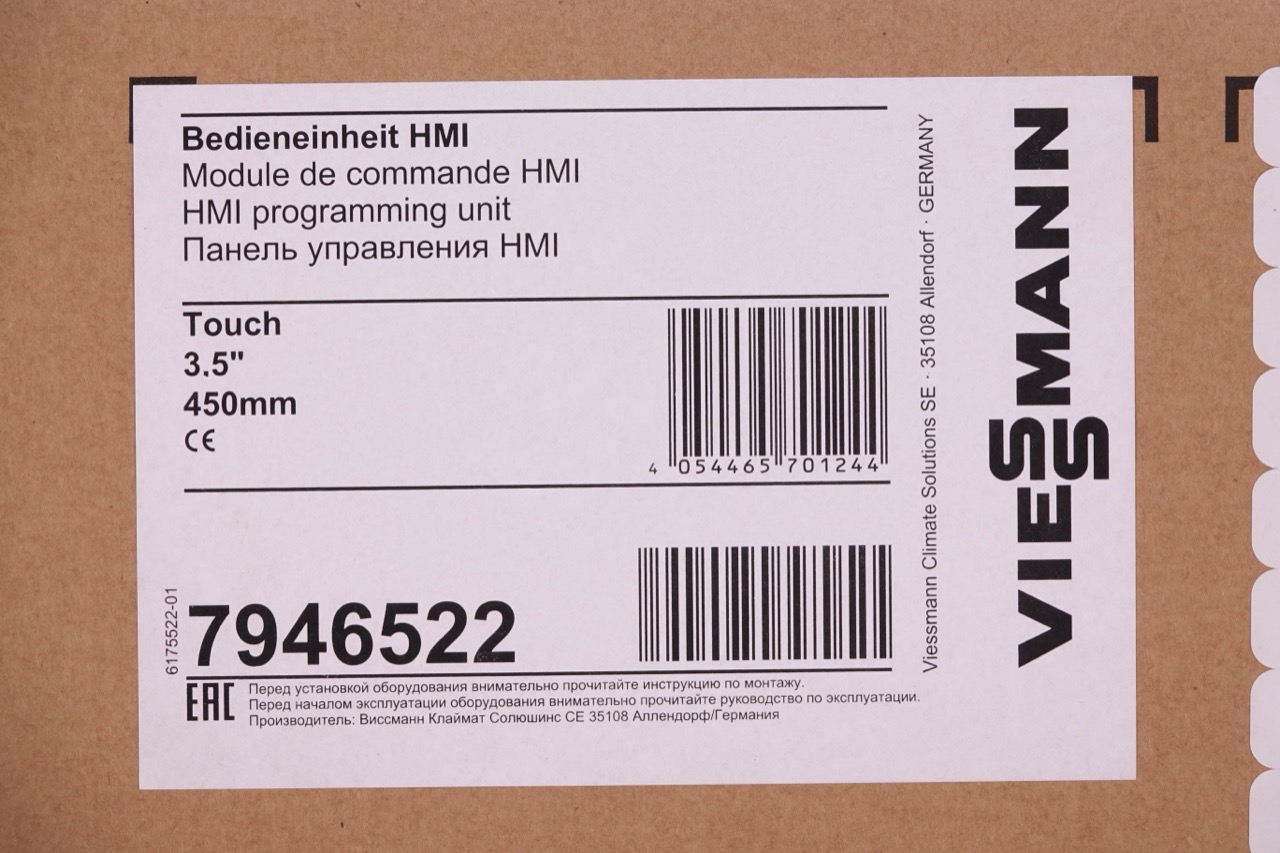 Bedieneinheit HMI
Module de commande HMI
HMI programming unit
Панель управления HMI
Touch
3.5"
450mm
CE
4 054465 701244
6175522-01
7946522
EAC Перед установкой оборудования внимательно прочитайте инструкцию по монтажу.
Перед началом эксплуатации оборудования внимательно прочитайте руководство по эксплуатации.
Производитель: Виссманн Клаймат Солюшинс СЕ 35108 Аллендорф/Германия
Viessmann Climate Solutions SE · 35108 Allendorf · GERMANY
VIESSMANN